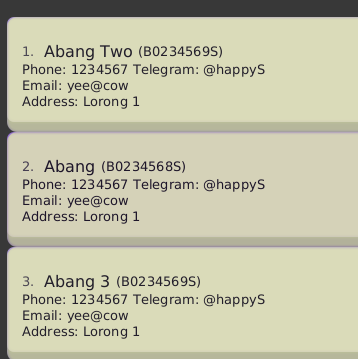 1. Abang Two (B0234569S)
Phone: 1234567 Telegram: @happyS
Email: yee@cow
Address: Lorong 1
2. Abang (B0234568S)
Phone: 1234567 Telegram: @happyS
Email: yee@cow
Address: Lorong 1
3. Abang 3 (B0234569S)
Phone: 1234567 Telegram: @happyS
Email: yee@cow
Address: Lorong 1